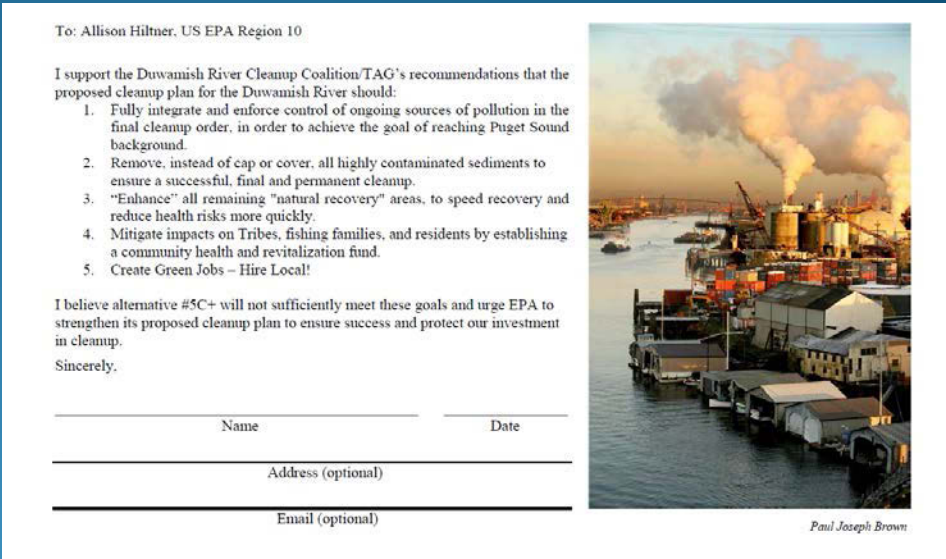 To: Allison Hiltner, US EPA Region 10
I support the Duwamish River Cleanup Coalition/TAG's recommendations that the
proposed cleanup plan for the Duwamish River should:
1. Fully integrate and enforce control of ongoing sources of pollution in the
final cleanup order, in order to achieve the goal of reaching Puget Sound
background.
2. Remove, instead of cap or cover, all highly contaminated sediments to
ensure a successful, final and permanent cleanup.
3. “Enhance” all remaining "natural recovery" areas, to speed recovery and
reduce health risks more quickly.
4. Mitigate impacts on Tribes, fishing families, and residents by establishing
a community health and revitalization fund.
5. Create Green Jobs – Hire Local!
I believe alternative #5C+ will not sufficiently meet these goals and urge EPA to
strengthen its proposed cleanup plan to ensure success and protect our investment
in cleanup.
Sincerely,
Name Date
Address (optional)
Email (optional)
Paul Joseph Brown